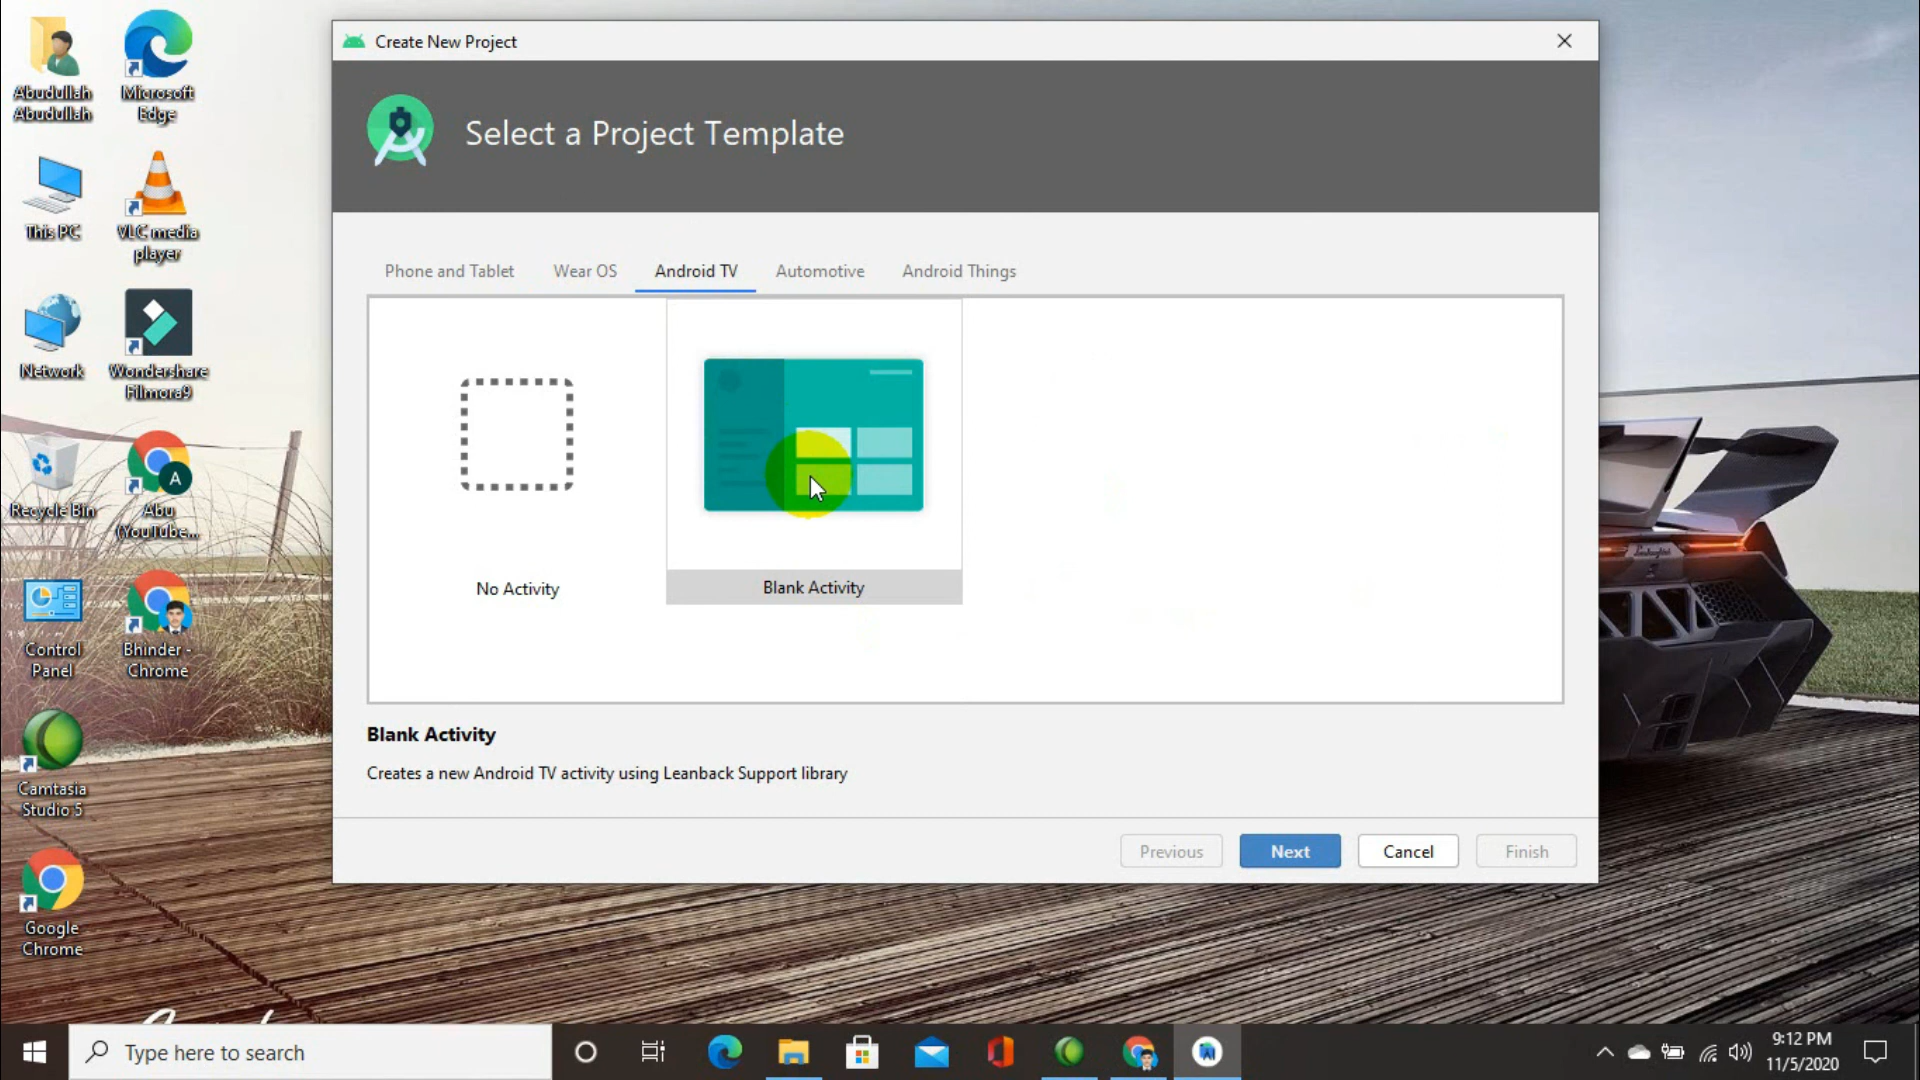 Abudullah
Abudullah
Microsoft
Edge
This PC
VLC media
player
Network
Wondershare
Filmora9
Recycle Bin
A
Abu
(YouTube...
Control
Panel
Bhinder -
Chrome
Camtasia
Studio 5
Google
Chrome
Create New Project
Select a Project Template
Phone and Tablet
Wear OS
Android TV
Automotive
Android Things
No Activity
Blank Activity
Blank Activity
Creates a new Android TV activity using Leanback Support library
Previous
Next
Cancel
Finish
Type here to search
9:12 PM
11/5/2020